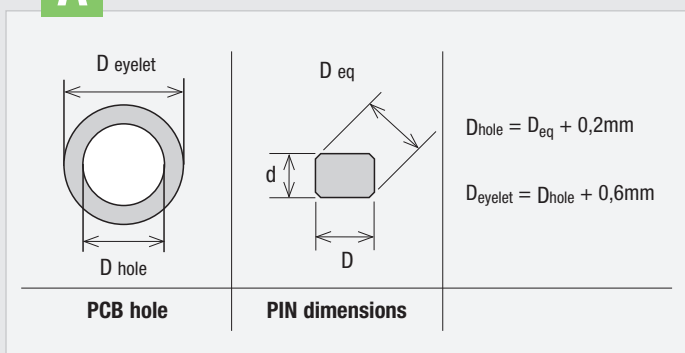 A
D eyelet
D hole
PCB hole
D eq
d
D
PIN dimensions
Dhole = Deq + 0,2mm
Deyelet = Dhole + 0,6mm